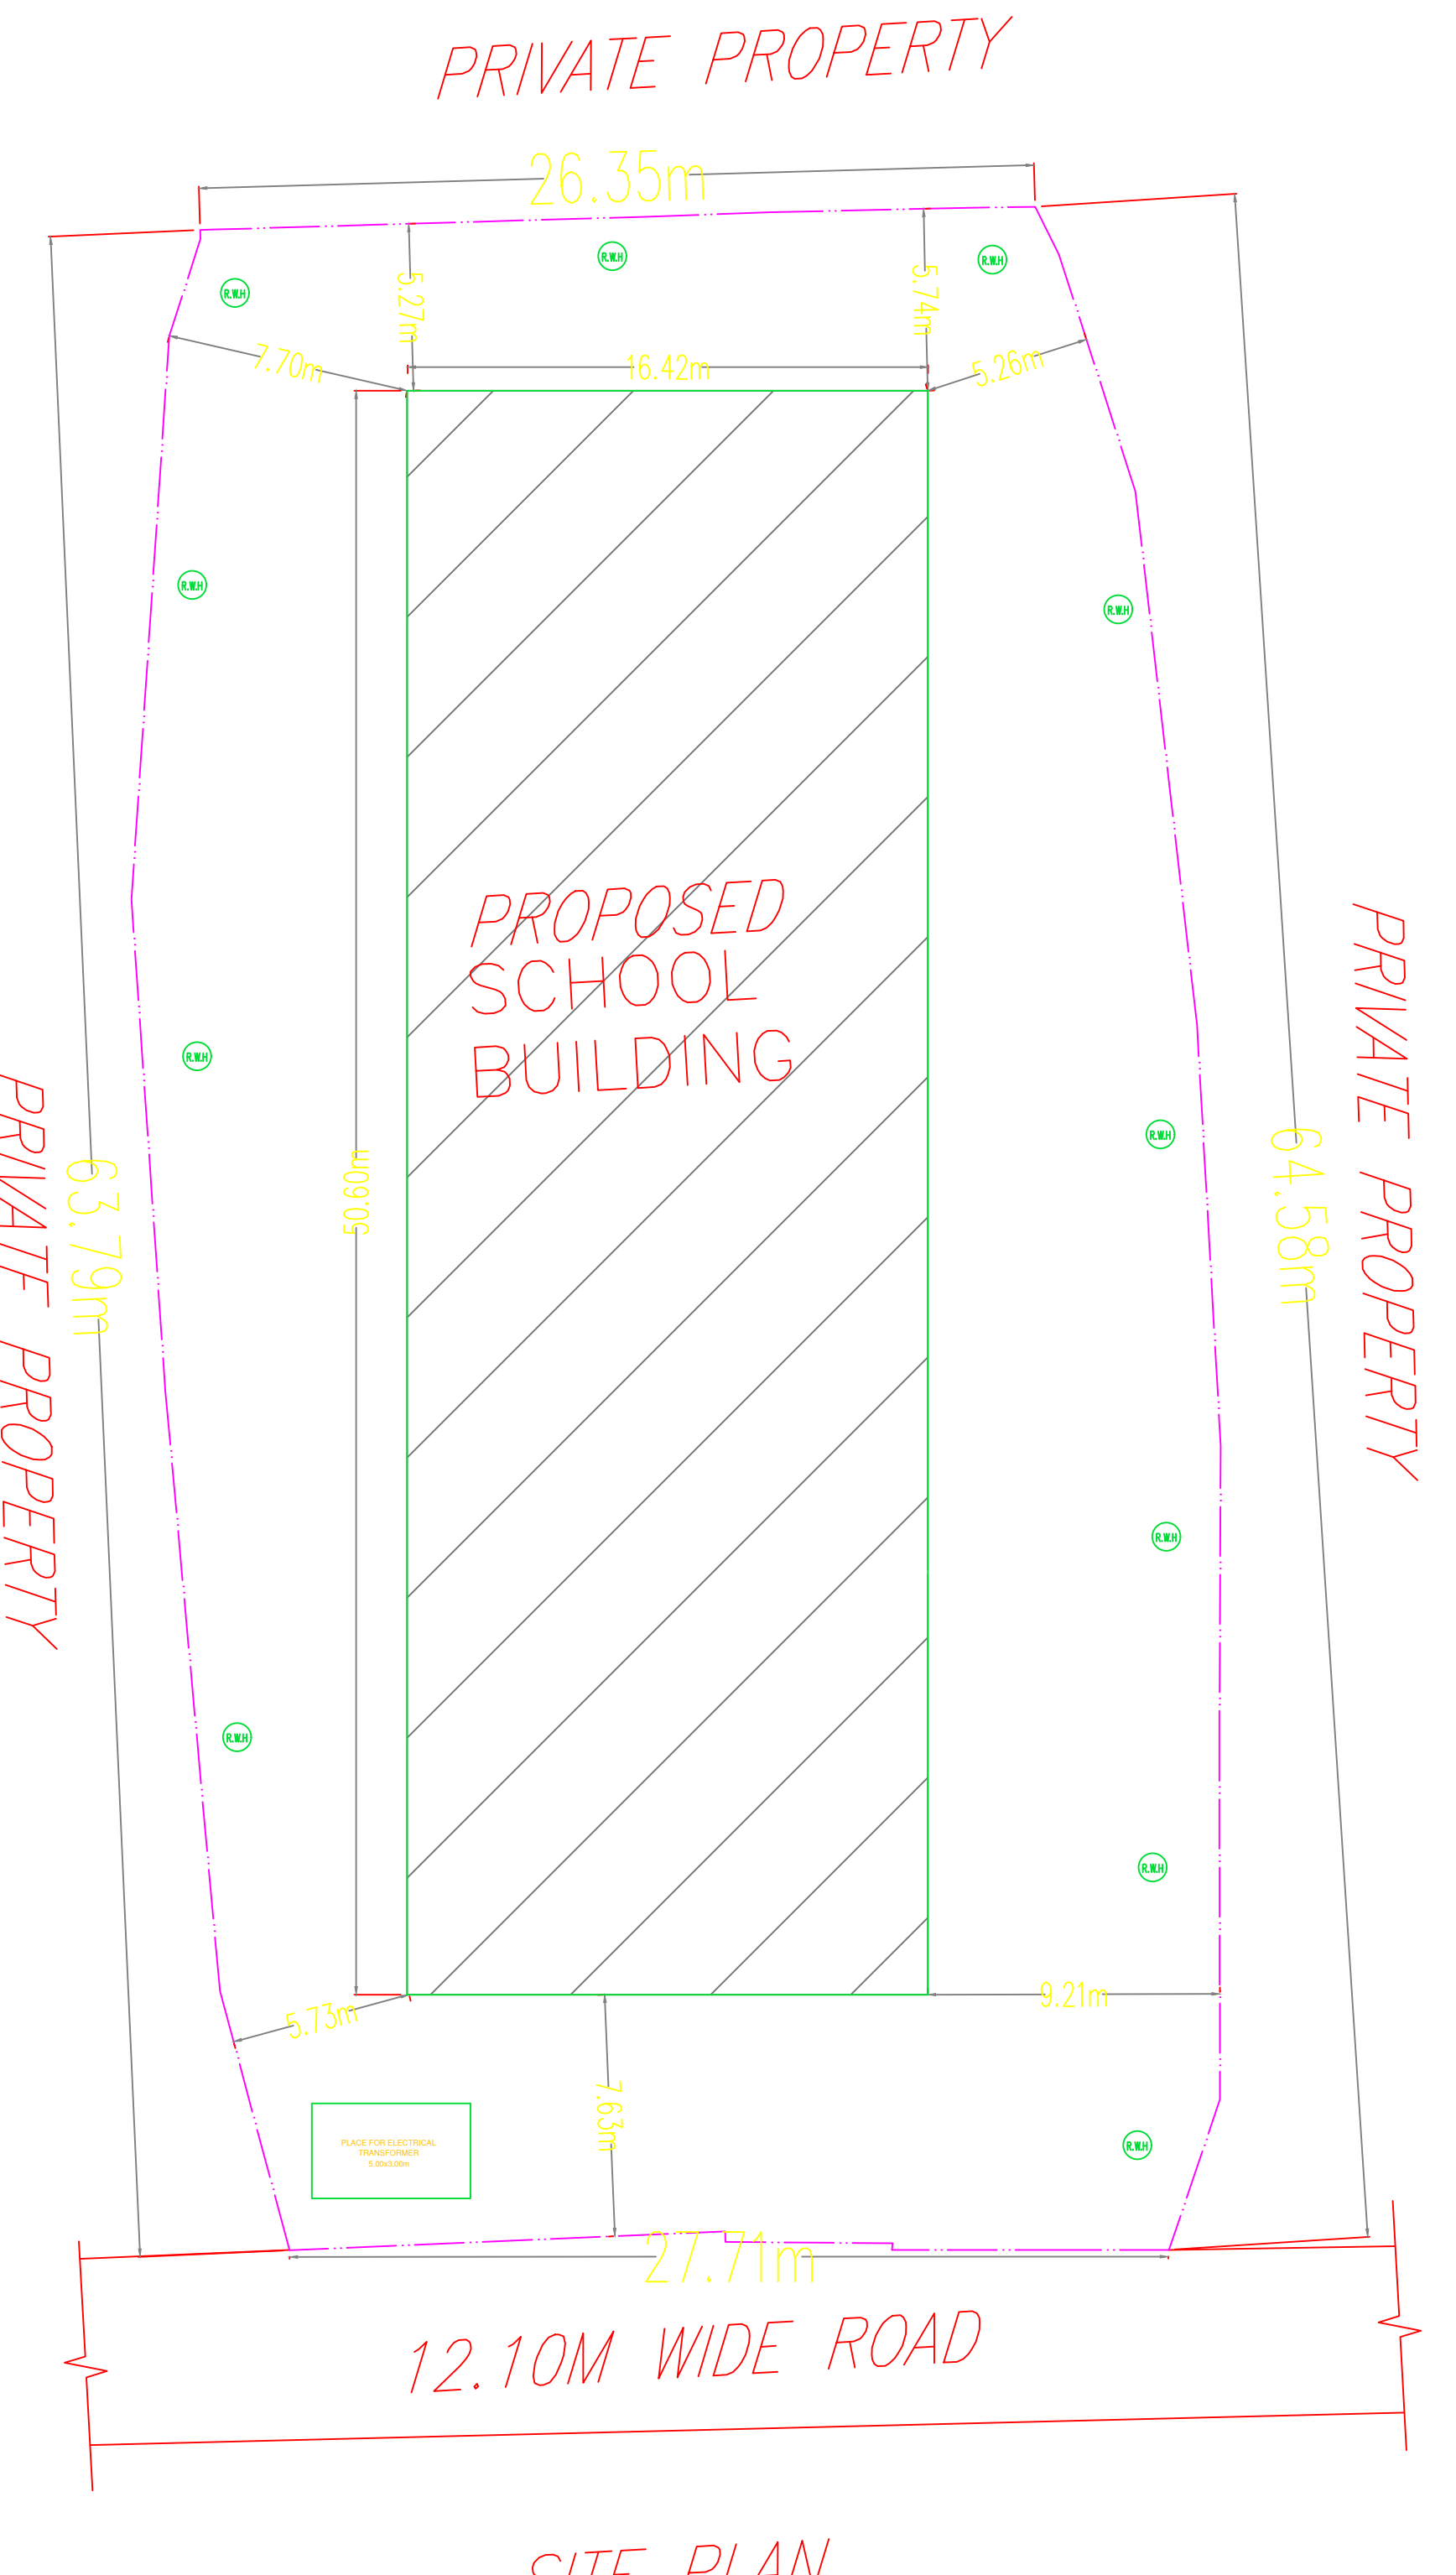 PRIVATE PROPERTY
26.35m
R.W.H
R.W.H
R.W.H
5.27m
5.74m
7.70m
16.42m
5.26m
R.W.H
R.W.H
PROPOSED
SCHOOL
BUILDING
R.W.H
R.W.H
50.60m
63.79m
64.58m
PRIVATE PROPERTY
PRIVATE PROPERTY
R.W.H
R.W.H
R.W.H
9.21m
5.73m
7.63m
PLACE FOR ELECTRICAL
TRANSFORMER
5.00x3.00m
R.W.H
27.71m
12.10M WIDE ROAD
SITE PLAN